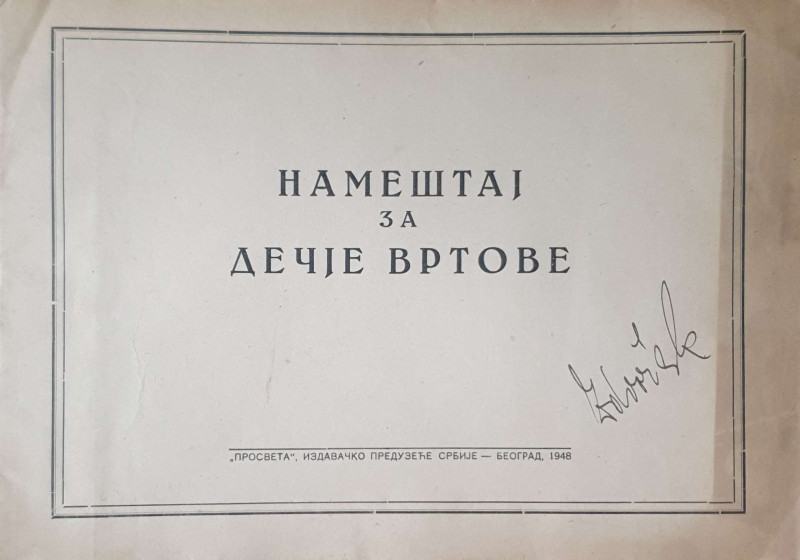 НАМЕШТАЈ
ЗА
ДЕЧЈЕ ВРТОВЕ
„ПРОСВЕТА“, ИЗДАВАЧКО ПРЕДУЗЕЋЕ СРБИЈЕ — БЕОГРАД, 1948